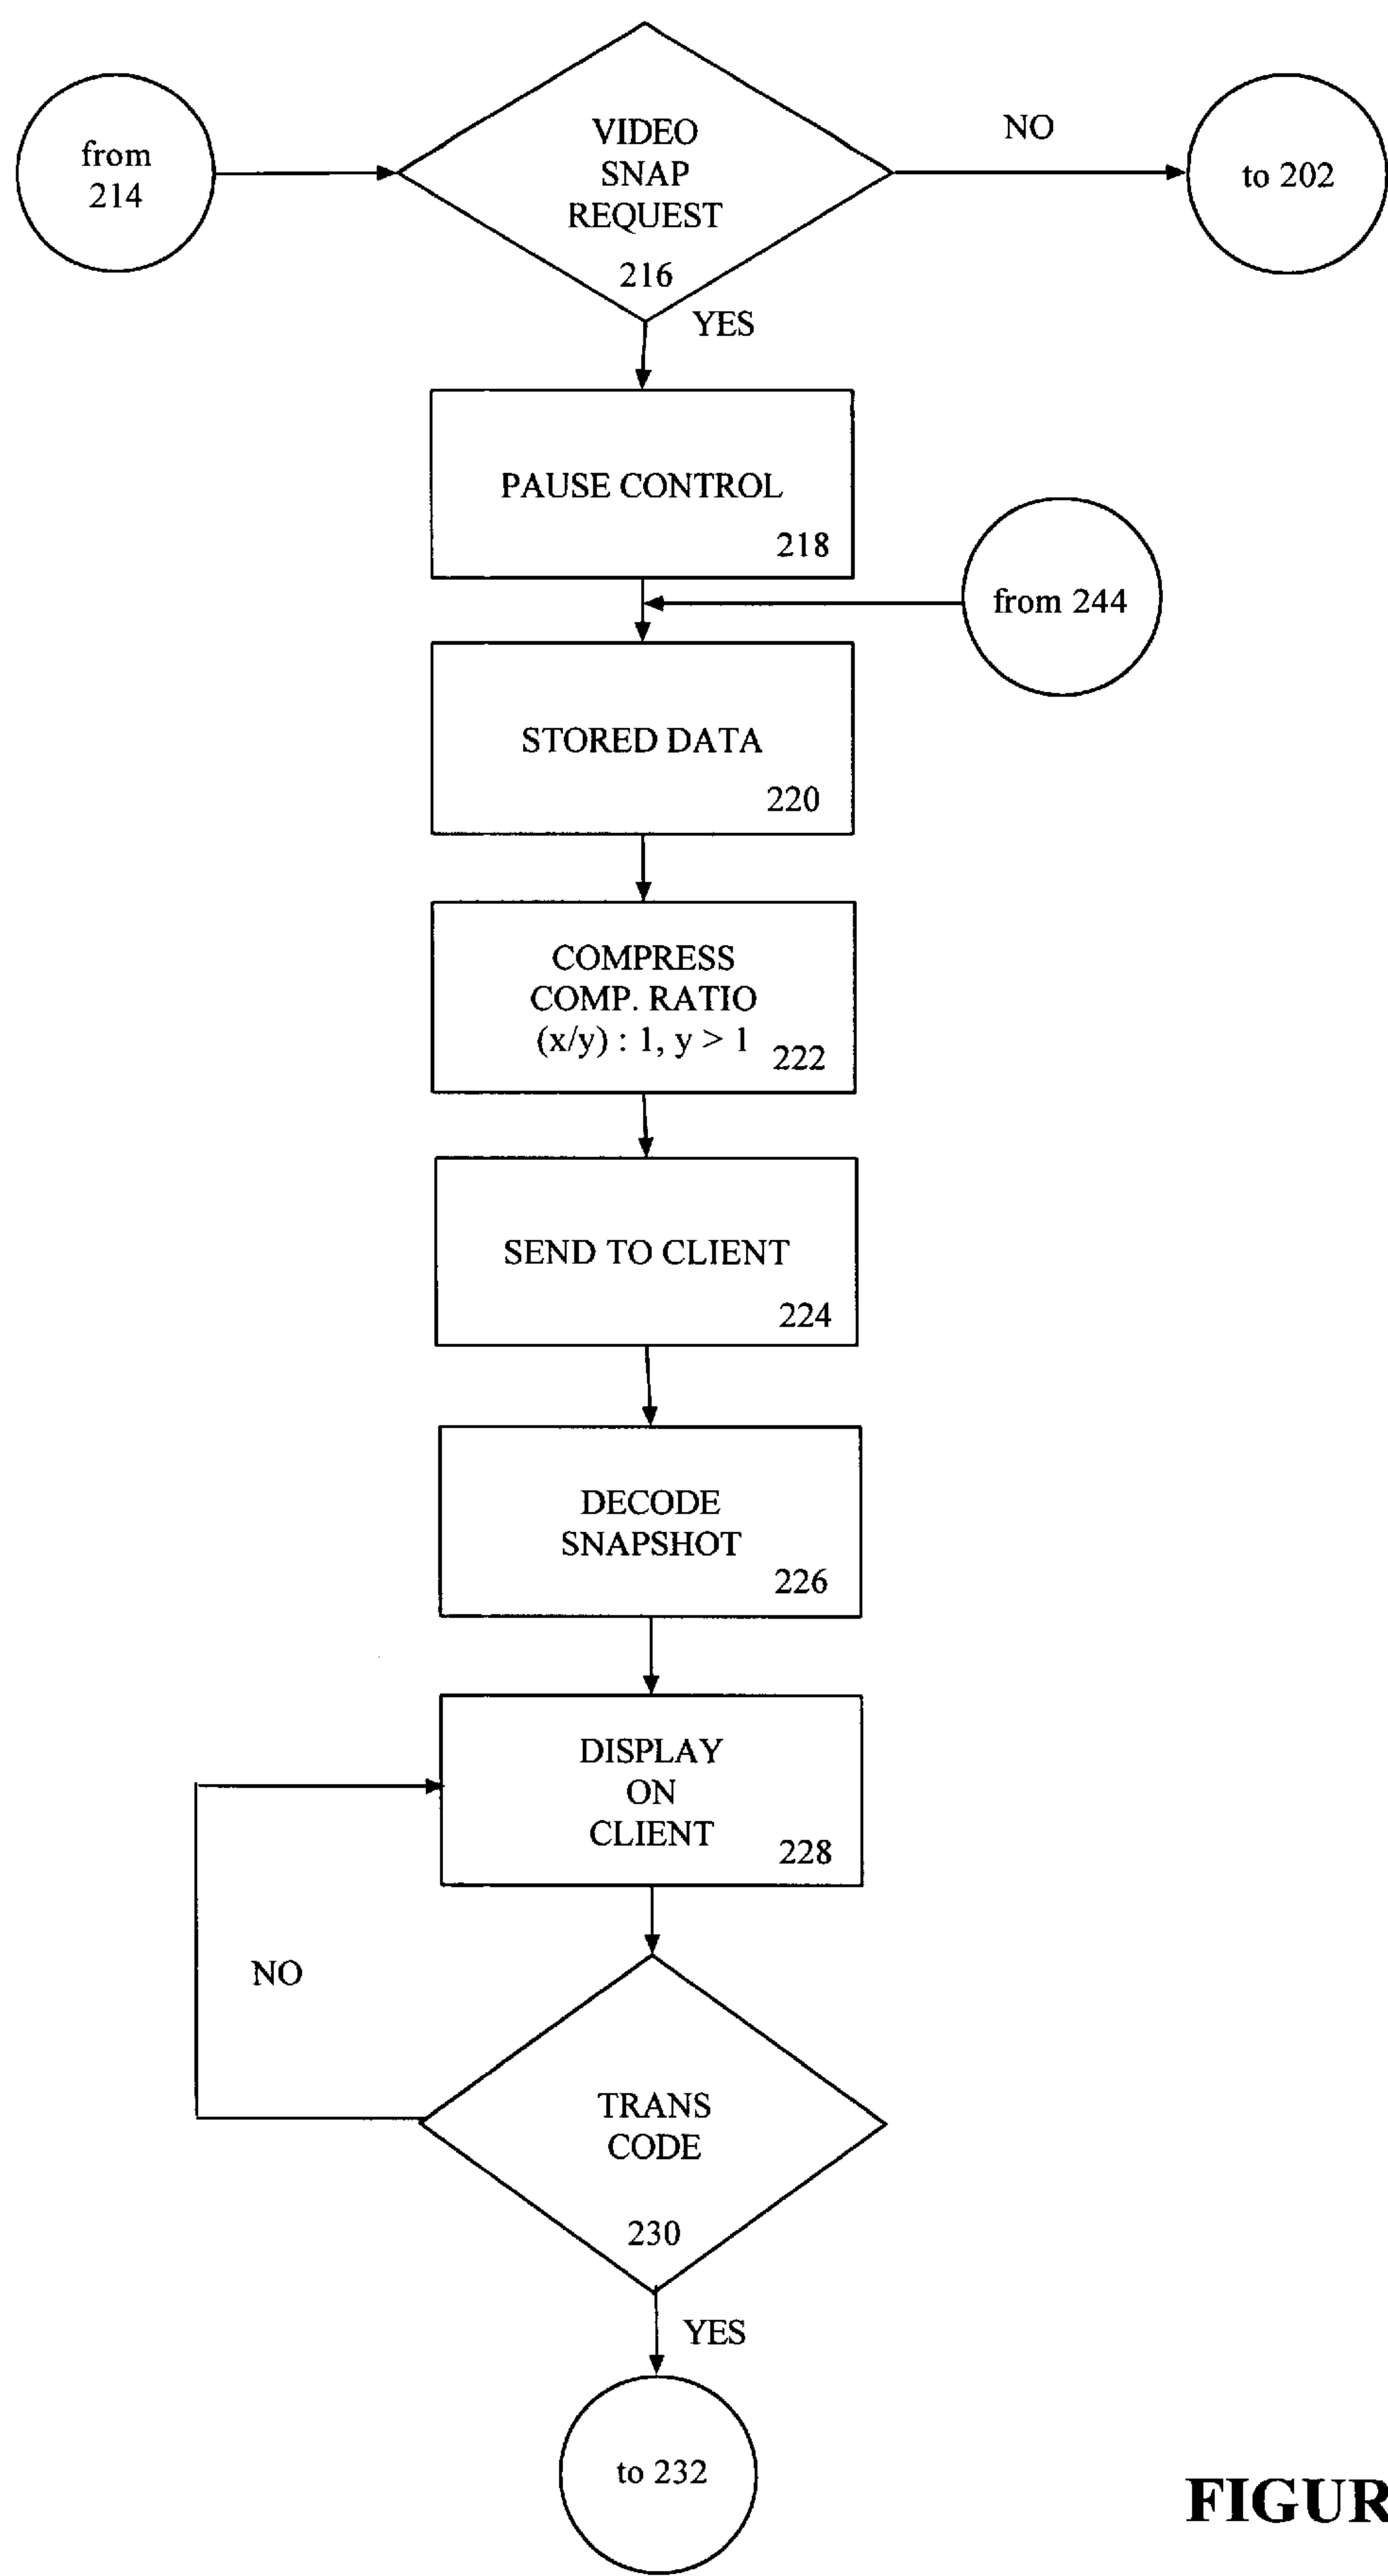 from
214
VIDEO
SNAP
REQUEST
216
NO
to 202
YES
PAUSE CONTROL
218
from 244
STORED DATA
220
COMPRESS
COMP. RATIO
(x/y) : 1, y > 1
222
SEND TO CLIENT
224
DECODE
SNAPSHOT
226
DISPLAY
ON
CLIENT
228
NO
TRANS
CODE
230
YES
to 232
FIGUR